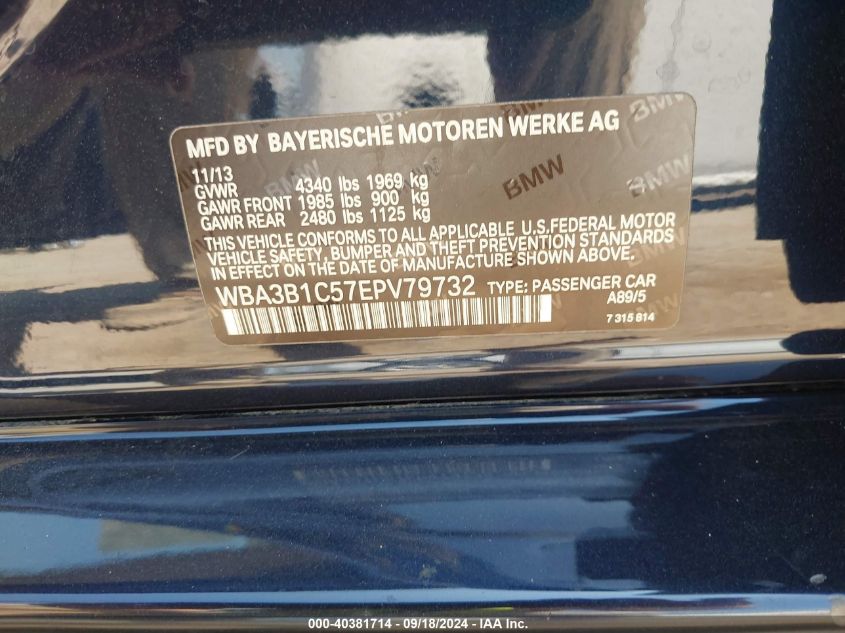 MFD BY BAYERISCHE MOTOREN WERKE AG
11/13
GVWR 4340 lbs 1969 kg
GAWR FRONT 1985 lbs 900 kg
GAWR REAR 2480 lbs 1125 kg
THIS VEHICLE CONFORMS TO ALL APPLICABLE U.S.FEDERAL MOTOR
VEHICLE SAFETY, BUMPER AND THEFT PREVENTION STANDARDS
IN EFFECT ON THE DATE OF MANUFACTURE SHOWN ABOVE.
WBA3B1C57EPV79732 TYPE: PASSENGER CAR
A89/5
7 315 814
BMW
BMW
BMW
000-40381714 - 09/18/2024 - IAA Inc.